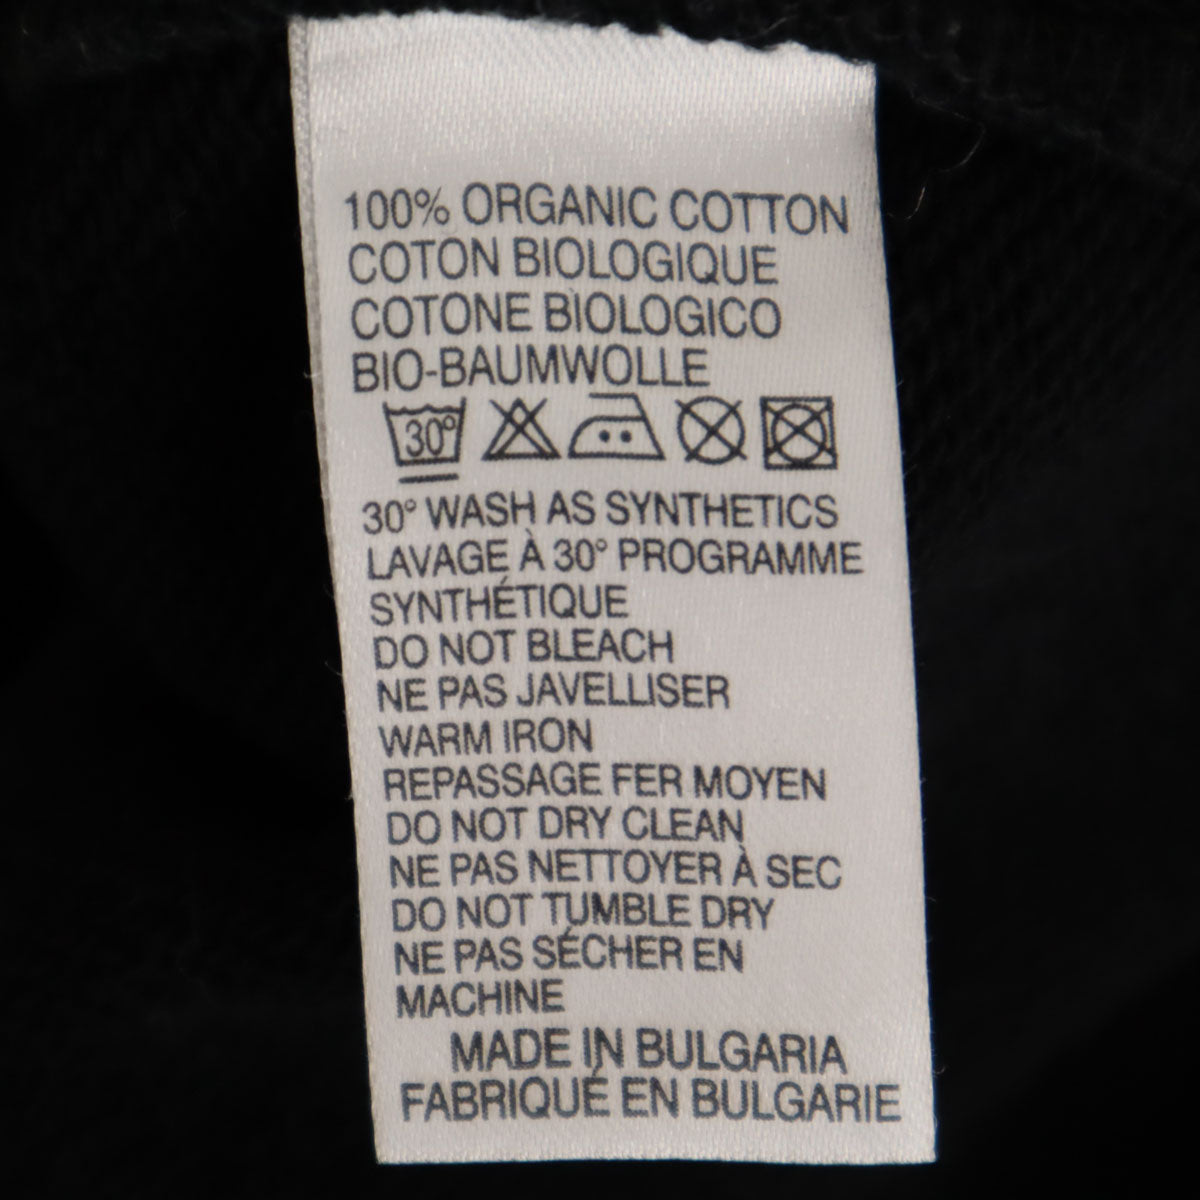 100% ORGANIC COTTON
COTON BIOLOGIQUE
COTONE BIOLOGICO
BIO-BAUMWOLLE
30°
30° WASH AS SYNTHETICS
LAVAGE À 30° PROGRAMME
SYNTHÉTIQUE
DO NOT BLEACH
NE PAS JAVELLISER
WARM IRON
REPASSAGE FER MOYEN
DO NOT DRY CLEAN
NE PAS NETTOYER À SEC
DO NOT TUMBLE DRY
NE PAS SÉCHER EN
MACHINE
MADE IN BULGARIA
FABRIQUÉ EN BULGARIE